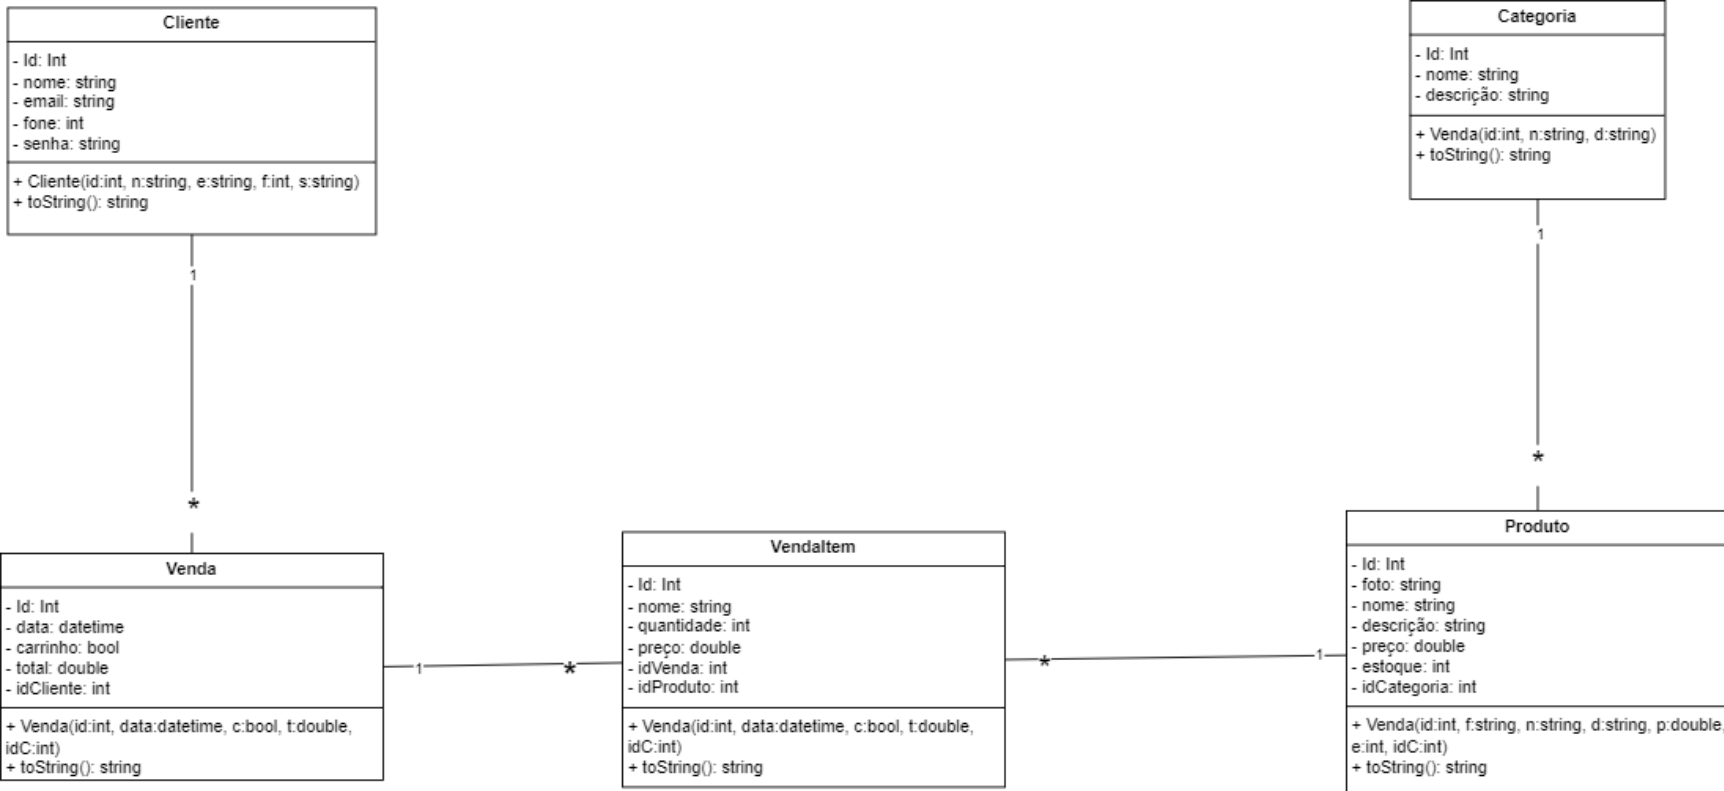 Cliente
- Id: Int
- nome: string
- email: string
- fone: int
- senha: string
+ Cliente(id:int, n:string, e:string, f:int, s:string)
+ toString(): string
1
*
Categoria
- Id: Int
- nome: string
- descrição: string
+ Venda(id:int, n:string, d:string)
+ toString(): string
1
*
Venda
- Id: Int
- data: datetime
- carrinho: bool
- total: double
- idCliente: int
+ Venda(id:int, data:datetime, c:bool, t:double,
idC:int)
+ toString(): string
1
*
VendaItem
- Id: Int
- nome: string
- quantidade: int
- preço: double
- idVenda: int
- idProduto: int
+ Venda(id:int, data:datetime, c:bool, t:double,
idC:int)
+ toString(): string
*
1
Produto
- Id: Int
- foto: string
- nome: string
- descrição: string
- preço: double
- estoque: int
- idCategoria: int
+ Venda(id:int, f:string, n:string, d:string, p:double,
e:int, idC:int)
+ toString(): string